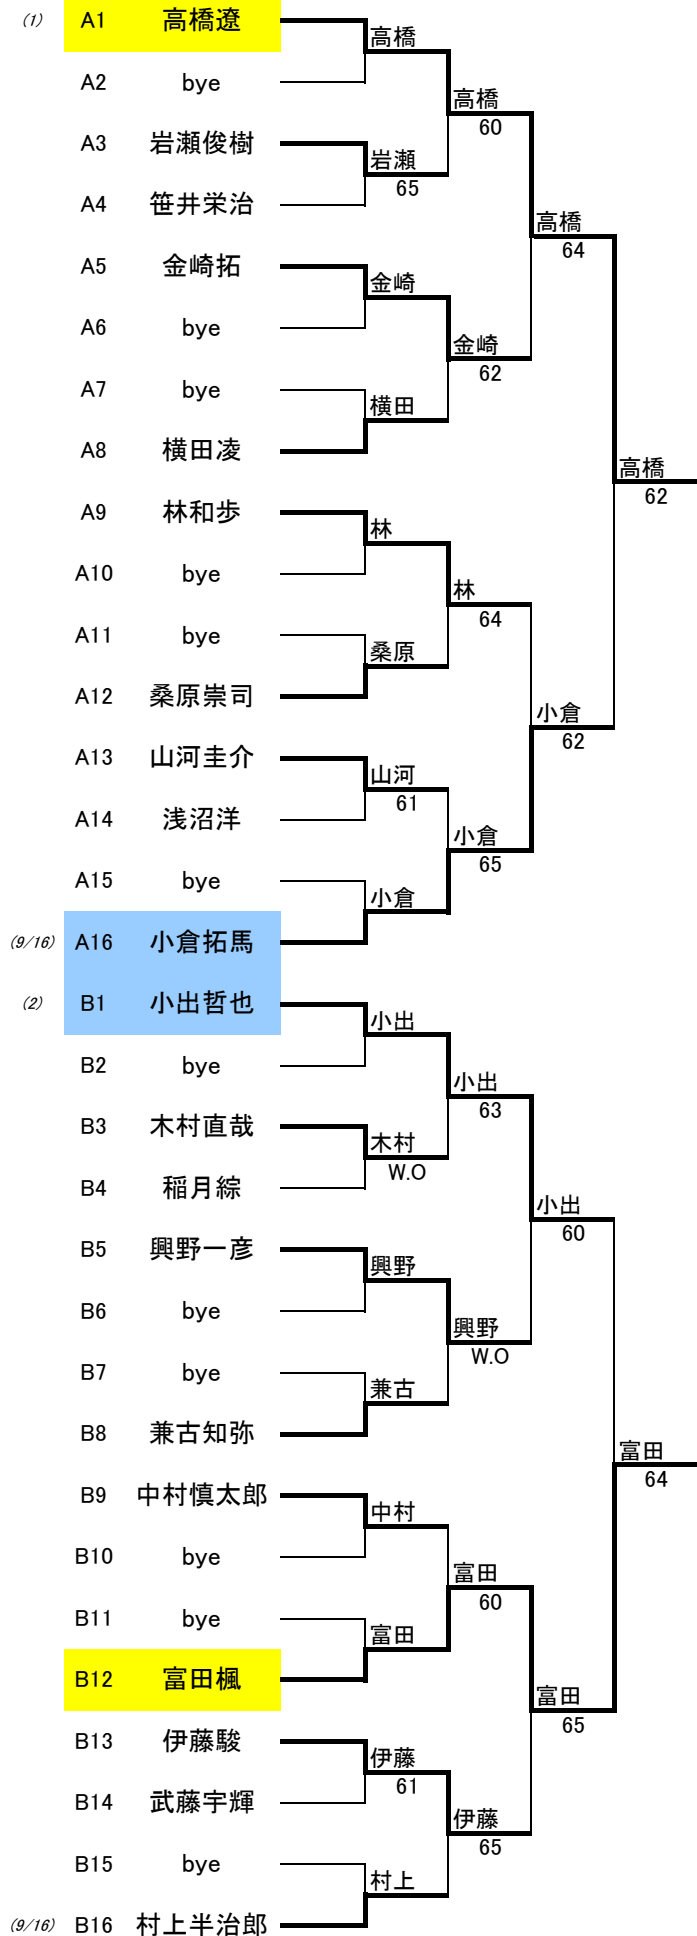 (1) A1 高橋遼
高橋
A2 bye
高橋
60
A3 岩瀬俊樹
岩瀬
65
A4 笹井栄治
高橋
64
A5 金崎拓
金崎
A6 bye
金崎
62
A7 bye
横田
A8 横田凌
高橋
62
A9 林和歩
林
A10 bye
林
64
A11 bye
桑原
A12 桑原崇司
小倉
62
A13 山河圭介
山河
61
A14 浅沼洋
小倉
65
A15 bye
小倉
(9/16) A16 小倉拓馬
(2) B1 小出哲也
小出
B2 bye
小出
63
B3 木村直哉
木村
W.O
B4 稲月綜
小出
60
B5 興野一彦
興野
B6 bye
興野
W.O
B7 bye
兼古
B8 兼古知弥
富田
64
B9 中村慎太郎
中村
B10 bye
富田
60
B11 bye
富田
B12 富田楓
富田
65
B13 伊藤駿
伊藤
61
B14 武藤宇輝
伊藤
65
B15 bye
村上
(9/16) B16 村上半治郎